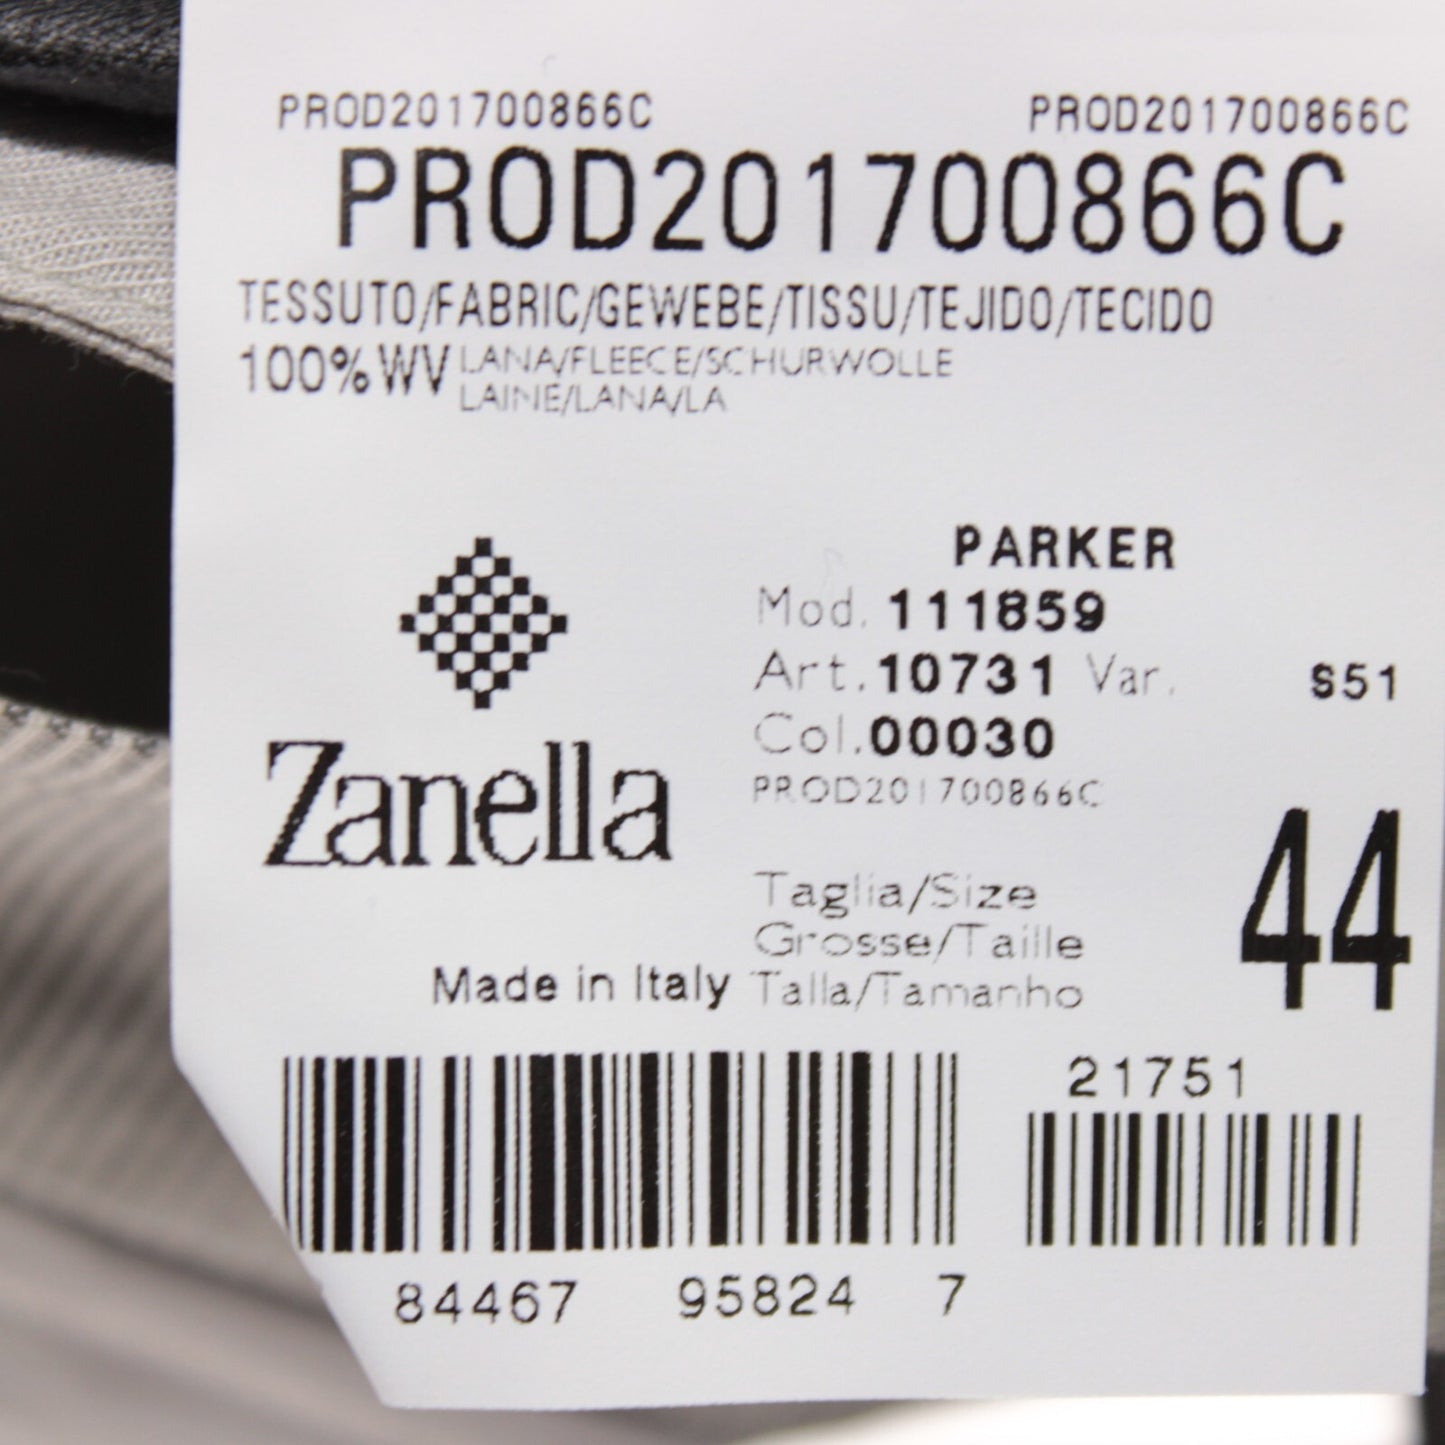 PROD201700866C PROD201700866C
PROD201700866C
TESSUTO/FABRIC/GEWEBE/TISSU/TEJIDO/TECIDO
100% WV LANA/FLEECE/SCHURWOLLE
LAINE/LANA/LA
PARKER
Mod. 111859
Art. 10731 Var. S51
Col. 00030
PROD201700866C
Zanella
Taglia/Size
Grosse/Taille
Talla/Tamanho
44
Made in Italy
21751
84467 95824 7